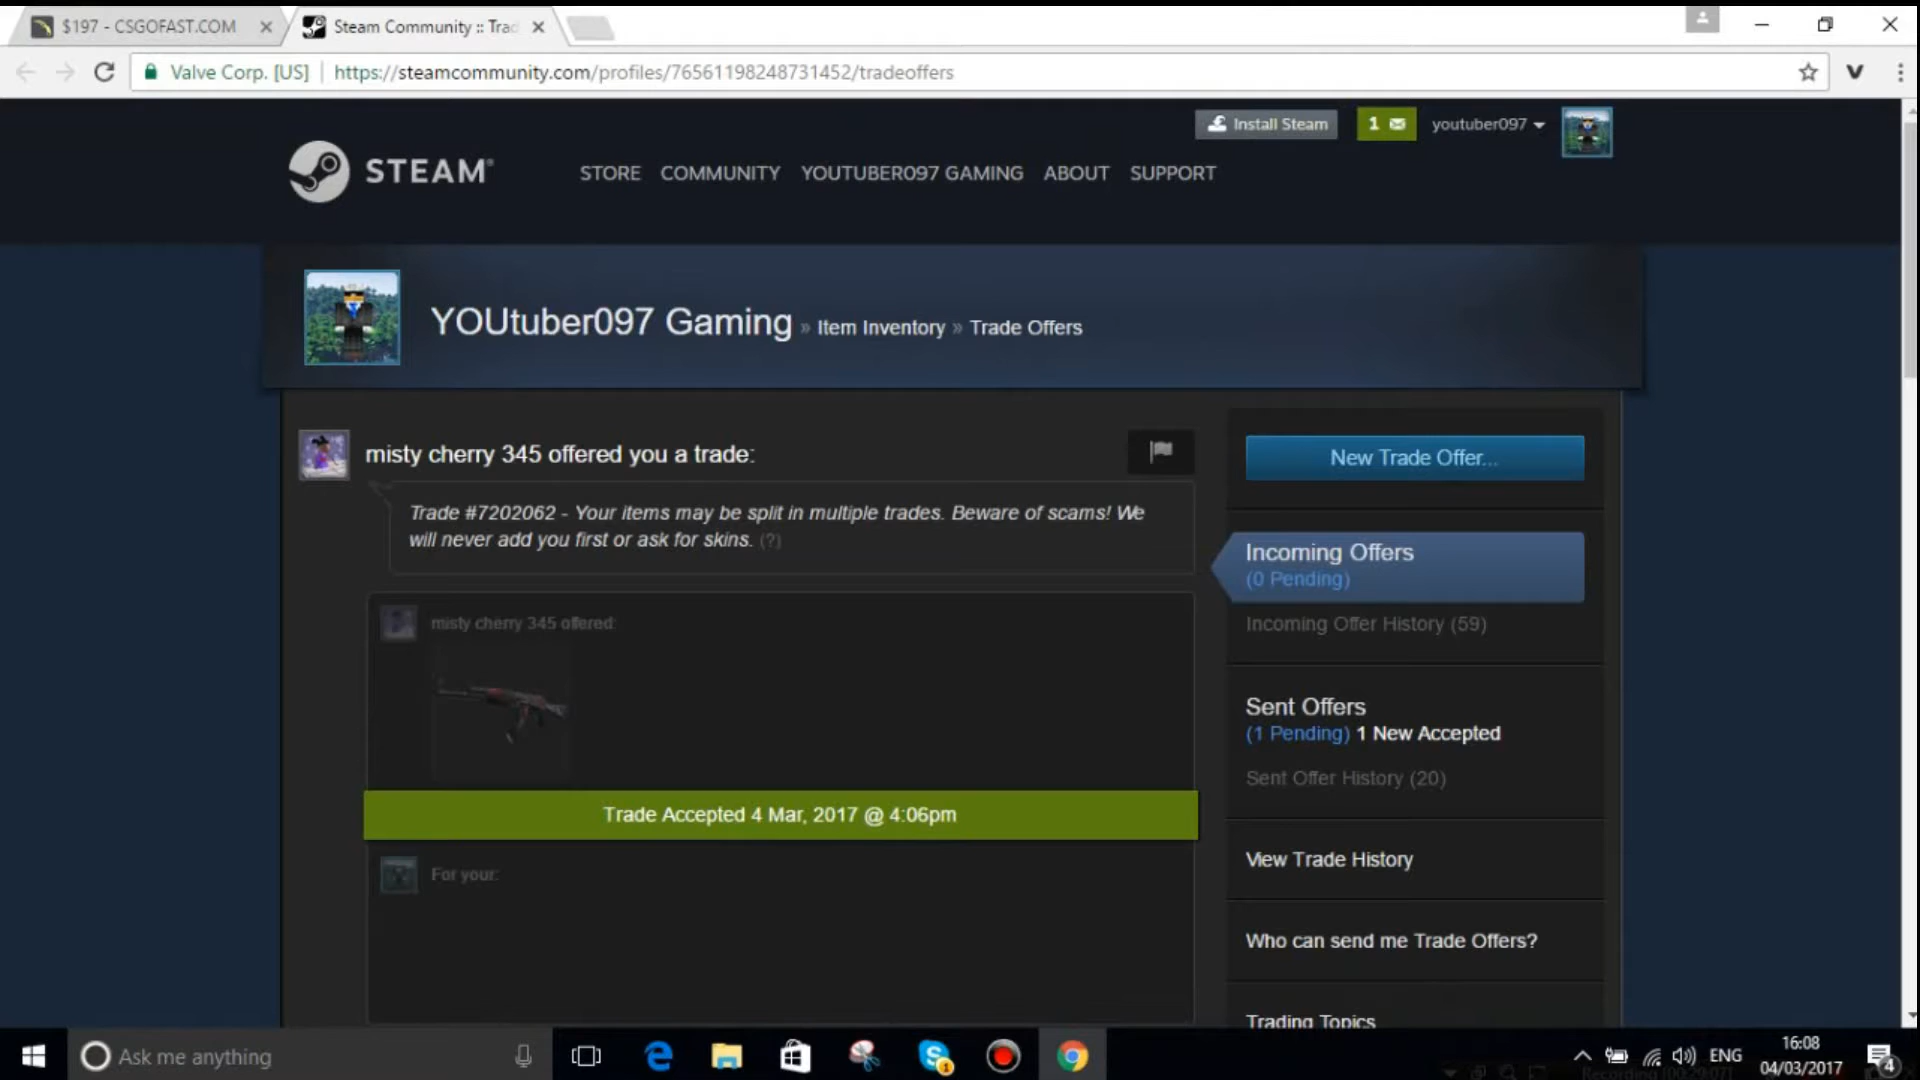 $197 - CSGOFAST.COM
Steam Community :: Trad
Valve Corp. [US] | https://steamcommunity.com/profiles/76561198248731452/tradeoffers
Install Steam
1
youtuber097
STEAM
STORE COMMUNITY YOUTUBER097 GAMING ABOUT SUPPORT
YOUtuber097 Gaming » Item Inventory » Trade Offers
misty cherry 345 offered you a trade:
Trade #7202062 - Your items may be split in multiple trades. Beware of scams! We
will never add you first or ask for skins. (?)
misty cherry 345 offered:
Trade Accepted 4 Mar, 2017 @ 4:06pm
For your:
New Trade Offer...
Incoming Offers
(0 Pending)
Incoming Offer History (59)
Sent Offers
(1 Pending) 1 New Accepted
Sent Offer History (20)
View Trade History
Who can send me Trade Offers?
Trading Topics
Ask me anything
1
ENG
16:08
04/03/2017
4
Recording [00:29:07]